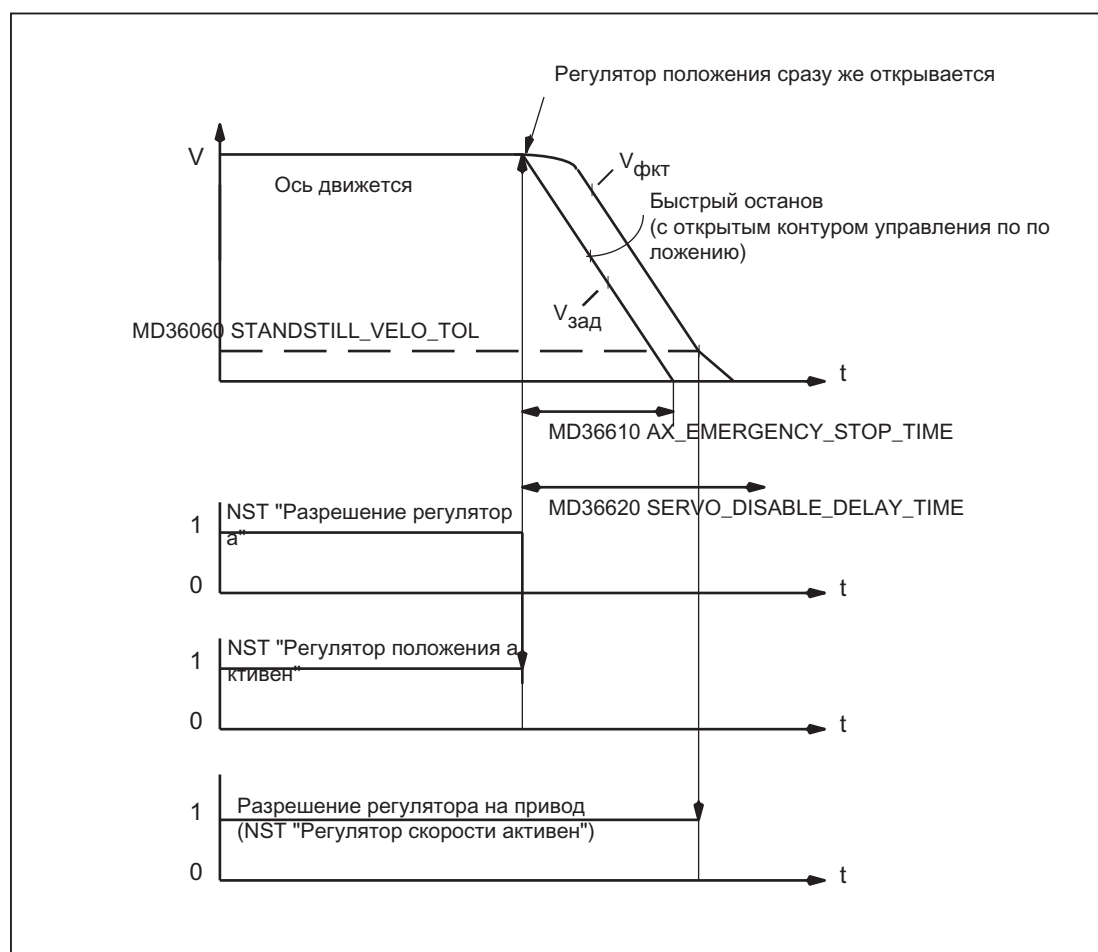 Регулятор положения сразу же открывается
V
Vфкт
Ось движется
Быстрый останов
(с открытым контуром управления по по
ложению)
Vзад
MD36060 STANDSTILL_VELO_TOL
t
MD36610 AX_EMERGENCY_STOP_TIME
MD36620 SERVO_DISABLE_DELAY_TIME
NST "Разрешение регулятор
1
а"
0
t
NST "Регулятор положения а
1
ктивен"
0
t
1
Разрешение регулятора на привод
(NST "Регулятор скорости активен")
0
t